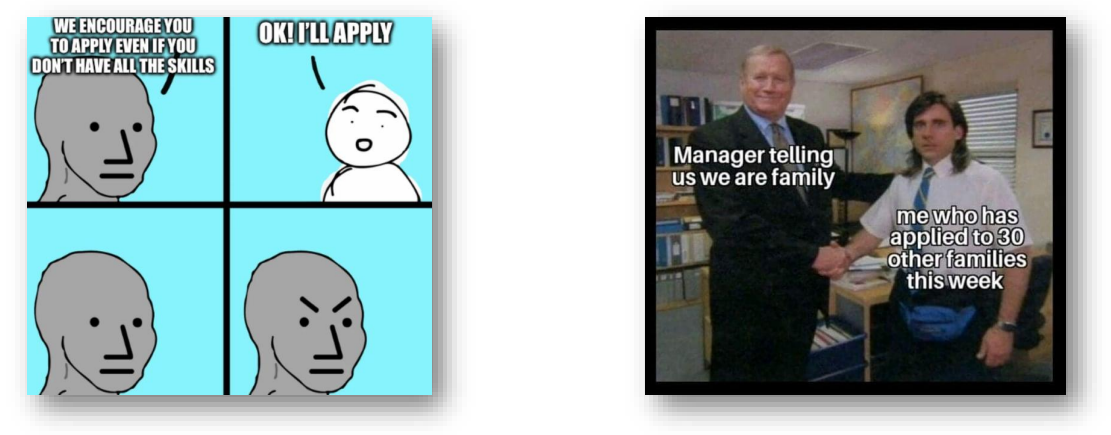 WE ENCOURAGE YOU
TO APPLY EVEN IF YOU
DON'T HAVE ALL THE SKILLS
OK! I'LL APPLY
Manager telling
us we are family
me who has
applied to 30
other families
this week